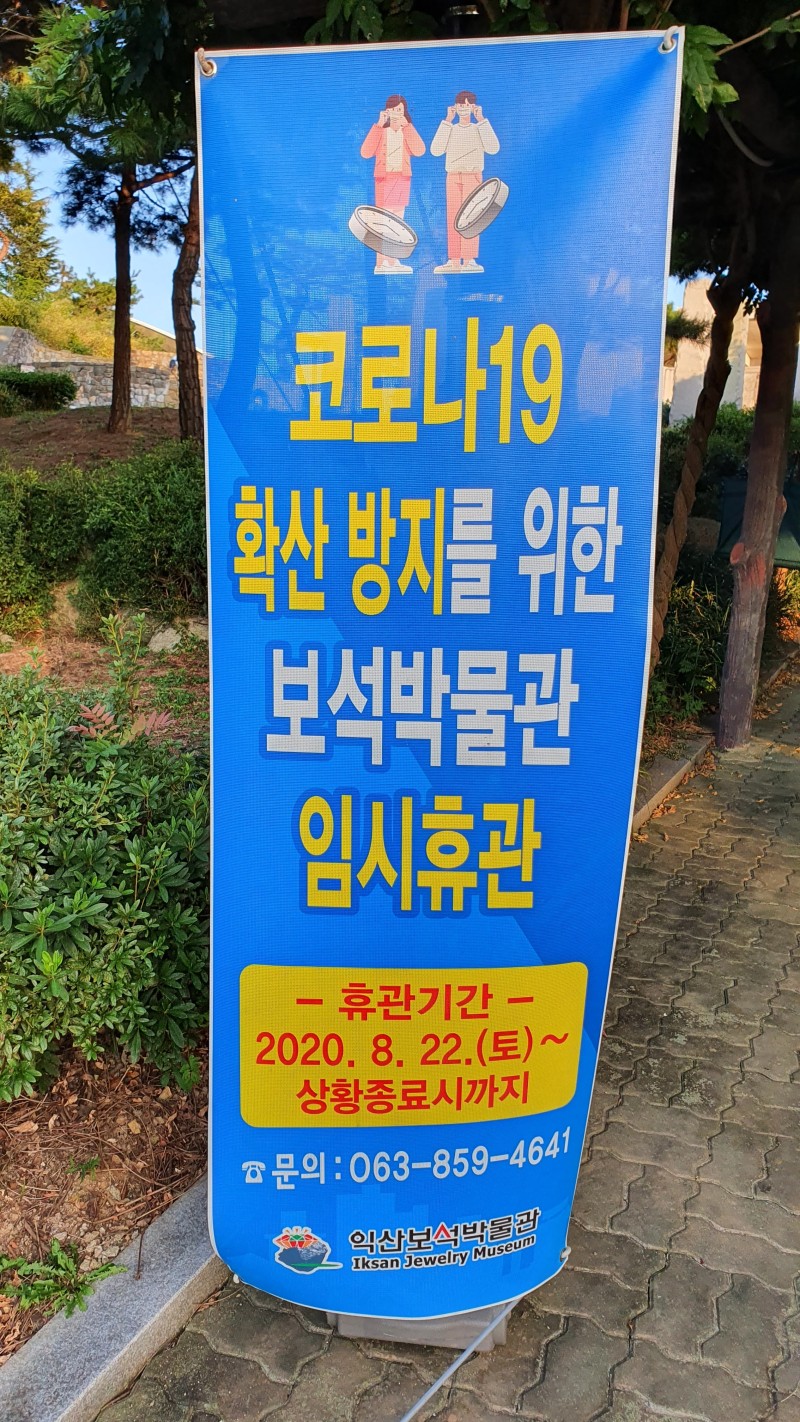 코로나19
확산 방지를 위한
보석박물관
임시휴관
- 휴관기간 -
2020. 8. 22.(토)~
상황종료시까지
☎ 문의 : 063-859-4641
익산보석박물관
Iksan Jewelry Museum